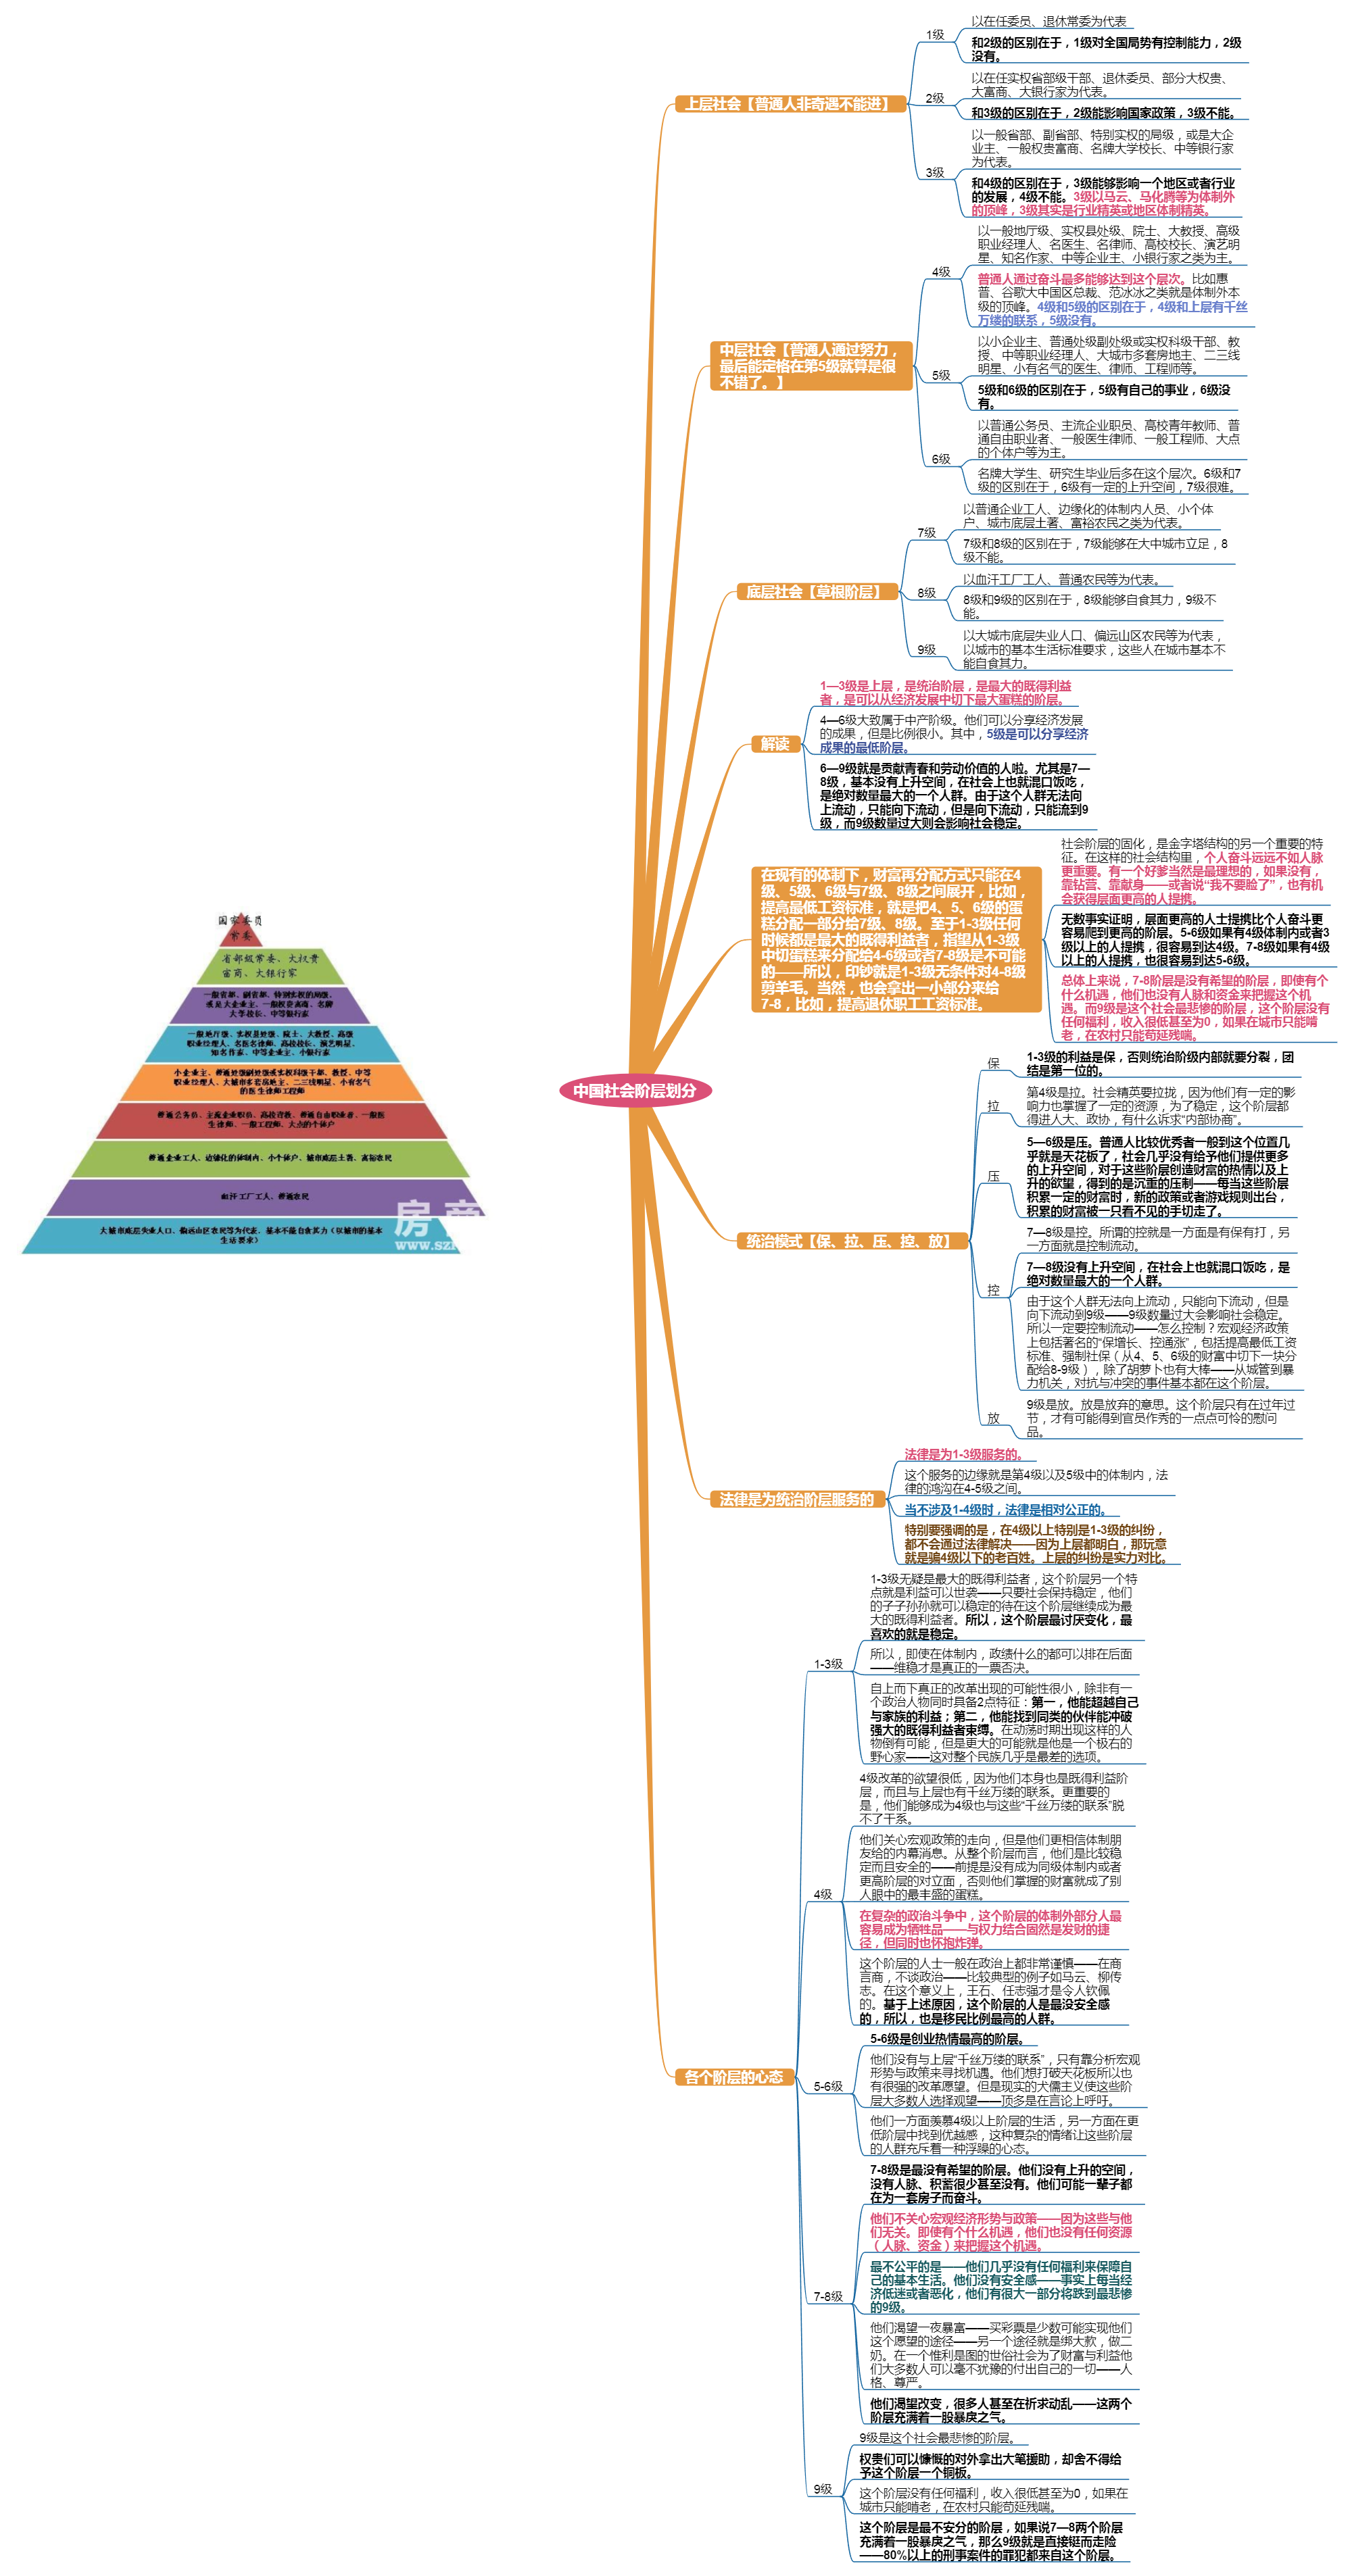 国家委员
常委
省部级常委、大权贵
富商、大银行家
一般省部、副省部、特别实权的局级、
或是大企业主、一般权贵富商、名牌
大学校长、中等银行家
一般地厅级、实权县处级、院士、大教授、高级
职业经理人、名医名律师、高校校长、演艺明星、
知名作家、中等企业主、小银行家
小企业主、普通处级副处级或实权科级干部、教授、中等
职业经理人、大城市多套房地主、二三线明星、小有名气
的医生律师工程师
普通公务员、主流企业职员、高校青教、普通自由职业者、一般医
生律师、一般工程师、大点的个体户
普通企业工人、边缘化的体制内、小个体户、城市底层土著、富裕农民
血汗工厂工人、普通农民
大城市底层失业人口、偏远山区农民等为代表、基本不能自食其力（以城市的基本
生活要求）
房产
www.sz
中国社会阶层划分
上层社会【普通人非奇遇不能进】
1级
以在任委员、退休常委为代表
和2级的区别在于，1级对全国局势有控制能力，2级
没有。
2级
以在任实权省部级干部、退休委员、部分大权贵、
大富商、大银行家为代表。
和3级的区别在于，2级能影响国家政策，3级不能。
3级
以一般省部、副省部、特别实权的局级，或是大企
业主、一般权贵富商、名牌大学校长、中等银行家
为代表。
和4级的区别在于，3级能够影响一个地区或者行业
的发展，4级不能。3级以马云、马化腾等为体制外
的顶峰，3级其实是行业精英或地区体制精英。
中层社会【普通人通过努力，
最后能定格在第5级就算是很
不错了。】
4级
以一般地厅级、实权县处级、院士、大教授、高级
职业经理人、名医生、名律师、高校校长、演艺明
星、知名作家、中等企业主、小银行家之类为主。
普通人通过奋斗最多能够达到这个层次。比如惠
普、谷歌大中国区总裁、范冰冰之类就是体制外本
级的顶峰。4级和5级的区别在于，4级和上层有千丝
万缕的联系，5级没有。
5级
以小企业主、普通处级副处级或实权科级干部、教
授、中等职业经理人、大城市多套房地主、二三线
明星、小有名气的医生、律师、工程师等。
5级和6级的区别在于，5级有自己的事业，6级没
有。
6级
以普通公务员、主流企业职员、高校青年教师、普
通自由职业者、一般医生律师、一般工程师、大点
的个体户等为主。
名牌大学生、研究生毕业后多在这个层次。6级和7
级的区别在于，6级有一定的上升空间，7级很难。
底层社会【草根阶层】
7级
以普通企业工人、边缘化的体制内人员、小个体
户、城市底层土著、富裕农民之类为代表。
7级和8级的区别在于，7级能够在大中城市立足，8
级不能。
8级
以血汗工厂工人、普通农民等为代表。
8级和9级的区别在于，8级能够自食其力，9级不
能。
9级
以大城市底层失业人口、偏远山区农民等为代表，
以城市的基本生活标准要求，这些人在城市基本不
能自食其力。
解读
1—3级是上层，是统治阶层，是最大的既得利益
者，是可以从经济发展中切下最大蛋糕的阶层。
4—6级大致属于中产阶级。他们可以分享经济发展
的成果，但是比例很小。其中，5级是可以分享经济
成果的最低阶层。
6—9级就是贡献青春和劳动价值的人啦。尤其是7—
8级，基本没有上升空间，在社会上也就混口饭吃，
是绝对数量最大的一个人群。由于这个人群无法向
上流动，只能向下流动，但是向下流动，只能流到9
级，而9级数量过大则会影响社会稳定。
在现有的体制下，财富再分配方式只能在4
级、5级、6级与7级、8级之间展开，比如，
提高最低工资标准，就是把4、5、6级的蛋
糕分配一部分给7级、8级。至于1-3级任何
时候都是最大的既得利益者，指望从1-3级
中切蛋糕来分配给4-6级或者7-8级是不可能
的——所以，印钞就是1-3级无条件对4-8级
剪羊毛。当然，也会拿出一小部分来给
7-8，比如，提高退休职工工资标准。
社会阶层的固化，是金字塔结构的另一个重要的特
征。在这样的社会结构里，个人奋斗远远不如人脉
更重要。有一个好爹当然是最理想的，如果没有，
靠钻营、靠献身——或者说“我不要脸了”，也有机
会获得层面更高的人提携。
无数事实证明，层面更高的人士提携比个人奋斗更
容易爬到更高的阶层。5-6级如果有4级体制内或者3
级以上的人提携，很容易到达4级。7-8级如果有4级
以上的人提携，也很容易到达5-6级。
总体上来说，7-8阶层是没有希望的阶层，即使有个
什么机遇，他们也没有人脉和资金来把握这个机
遇。而9级是这个社会最悲惨的阶层，这个阶层没有
任何福利，收入很低甚至为0，如果在城市只能啃
老，在农村只能苟延残喘。
统治模式【保、拉、压、控、放】
保
1-3级的利益是保，否则统治阶级内部就要分裂，团
结是第一位的。
拉
第4级是拉。社会精英要拉拢，因为他们有一定的影
响力也掌握了一定的资源，为了稳定，这个阶层都
得进人大、政协，有什么诉求“内部协商”。
压
5—6级是压。普通人比较优秀者一般到这个位置几
乎就是天花板了，社会几乎没有给予他们提供更多
的上升空间，对于这些阶层创造财富的热情以及上
升的欲望，得到的是沉重的压制——每当这些阶层
积累一定的财富时，新的政策或者游戏规则出台，
积累的财富被一只看不见的手切走了。
控
7—8级是控。所谓的控就是一方面是有保有打，另
一方面就是控制流动。
7—8级没有上升空间，在社会上也就混口饭吃，是
绝对数量最大的一个人群。
由于这个人群无法向上流动，只能向下流动，但是
向下流动到9级——9级数量过大会影响社会稳定。
所以一定要控制流动——怎么控制？宏观经济政策
上包括著名的“保增长、控通涨”，包括提高最低工资
标准、强制社保（从4、5、6级的财富中切下一块分
配给8-9级），除了胡萝卜也有大棒——从城管到暴
力机关，对抗与冲突的事件基本都在这个阶层。
放
9级是放。放是放弃的意思。这个阶层只有在过年过
节，才有可能得到官员作秀的一点点可怜的慰问
品。
法律是为统治阶层服务的
法律是为1-3级服务的。
这个服务的边缘就是第4级以及5级中的体制内，法
律的鸿沟在4-5级之间。
当不涉及1-4级时，法律是相对公正的。
特别要强调的是，在4级以上特别是1-3级的纠纷，
都不会通过法律解决——因为上层都明白，那玩意
就是骗4级以下的老百姓。上层的纠纷是实力对比。
各个阶层的心态
1-3级
1-3级无疑是最大的既得利益者，这个阶层另一个特
点就是利益可以世袭——只要社会保持稳定，他们
的子子孙孙就可以稳定的待在这个阶层继续成为最
大的既得利益者。所以，这个阶层最讨厌变化，最
喜欢的就是稳定。
所以，即使在体制内，政绩什么的都可以排在后面
——维稳才是真正的一票否决。
自上而下真正的改革出现的可能性很小，除非有一
个政治人物同时具备2点特征：第一，他能超越自己
与家族的利益；第二，他能找到同类的伙伴能冲破
强大的既得利益者束缚。在动荡时期出现这样的人
物倒有可能，但是更大的可能就是他是一个极右的
野心家——这对整个民族几乎是最差的选项。
4级
4级改革的欲望很低，因为他们本身也是既得利益阶
层，而且与上层也有千丝万缕的联系。更重要的
是，他们能够成为4级也与这些“千丝万缕的联系”脱
不了干系。
他们关心宏观政策的走向，但是他们更相信体制朋
友给的内幕消息。从整个阶层而言，他们是比较稳
定而且安全的——前提是没有成为同级体制内或者
更高阶层的对立面，否则他们掌握的财富就成了别
人眼中的最丰盛的蛋糕。
在复杂的政治斗争中，这个阶层的体制外部分人最
容易成为牺牲品——与权力结合固然是发财的捷
径，但同时也怀抱炸弹。
这个阶层的人士一般在政治上都非常谨慎——在商
言商，不谈政治——比较典型的例子如马云、柳传
志。在这个意义上，王石、任志强才是令人钦佩
的。基于上述原因，这个阶层的人是最没安全感
的，所以，也是移民比例最高的人群。
5-6级
5-6级是创业热情最高的阶层。
他们没有与上层“千丝万缕的联系”，只有靠分析宏观
形势与政策来寻找机遇。他们想打破天花板所以也
有很强的改革愿望。但是现实的犬儒主义使这些阶
层大多数人选择观望——顶多是在言论上呼吁。
他们一方面羡慕4级以上阶层的生活，另一方面在更
低阶层中找到优越感，这种复杂的情绪让这些阶层
的人群充斥着一种浮躁的心态。
7-8级
7-8级是最没有希望的阶层。他们没有上升的空间，
没有人脉、积蓄很少甚至没有。他们可能一辈子都
在为一套房子而奋斗。
他们不关心宏观经济形势与政策——因为这些与他
们无关。即使有个什么机遇，他们也没有任何资源
（人脉、资金）来把握这个机遇。
最不公平的是——他们几乎没有任何福利来保障自
己的基本生活。他们没有安全感——事实上每当经
济低迷或者恶化，他们有很大一部分将跌到最悲惨
的9级。
他们渴望一夜暴富——买彩票是少数可能实现他们
这个愿望的途径——另一个途径就是绑大款，做二
奶。在一个惟利是图的世俗社会为了财富与利益他
们大多数人可以毫不犹豫的付出自己的一切——人
格、尊严。
他们渴望改变，很多人甚至在祈求动乱——这两个
阶层充满着一股暴戾之气。
9级
9级是这个社会最悲惨的阶层。
权贵们可以慷慨的对外拿出大笔援助，却舍不得给
予这个阶层一个铜板。
这个阶层没有任何福利，收入很低甚至为0，如果在
城市只能啃老，在农村只能苟延残喘。
这个阶层是最不安分的阶层，如果说7—8两个阶层
充满着一股暴戾之气，那么9级就是直接铤而走险
——80%以上的刑事案件的罪犯都来自这个阶层。